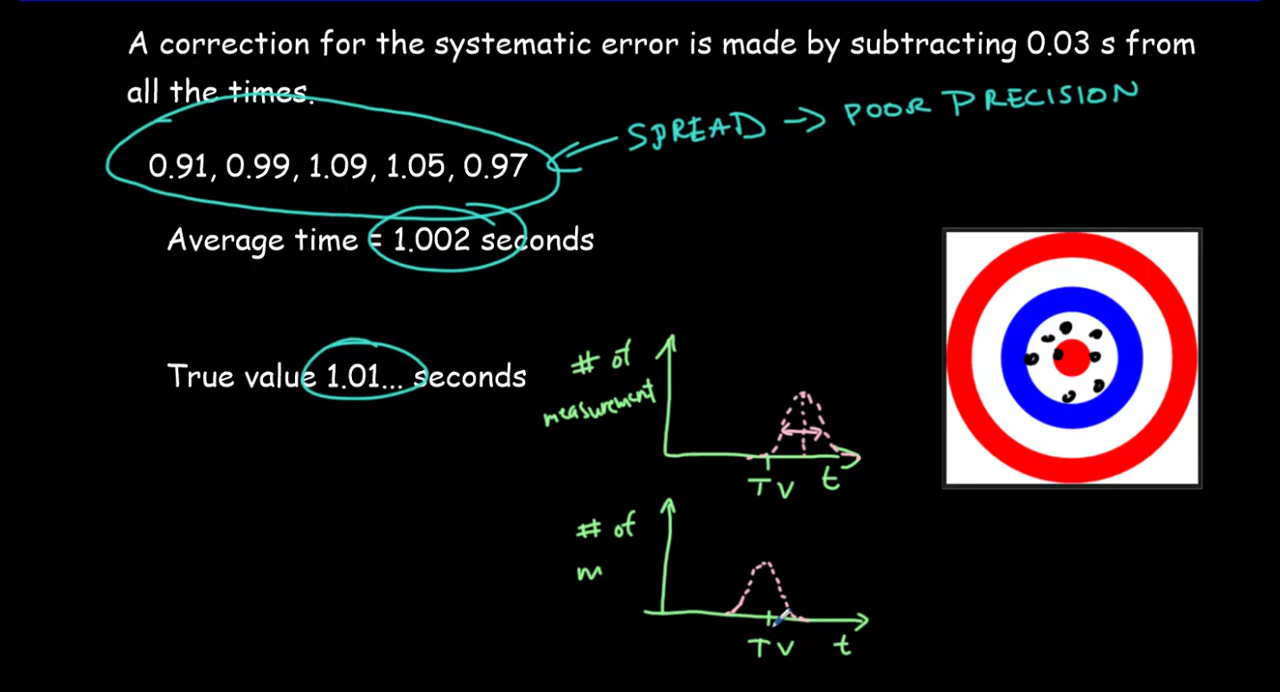 A correction for the systematic error is made by subtracting 0.03 s from
all the times.
SPREAD → POOR PRECISION
0.91, 0.99, 1.09, 1.05, 0.97
Average time = 1.002 seconds
True value 1.01... seconds
# of
measurement
TV t
# of
m
TV t